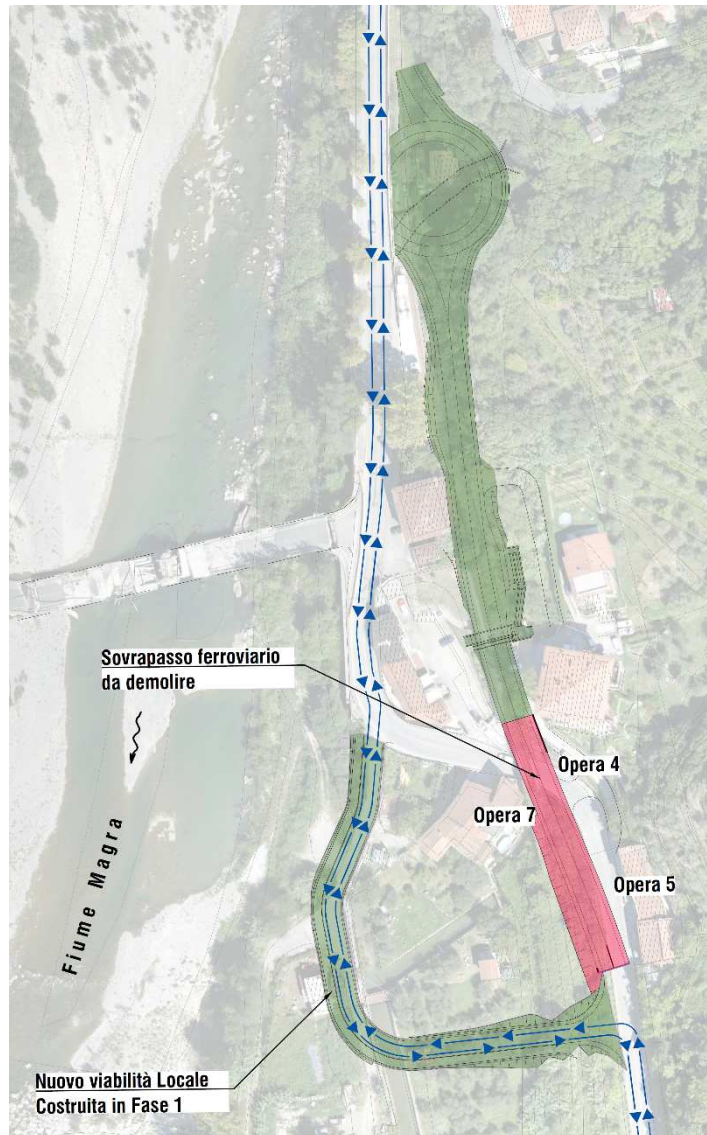 Sovrapasso ferroviario
da demolire
Opera 4
Opera 7
Opera 5
Fiume Magra
Nuovo viabilità Locale
Costruita in Fase 1